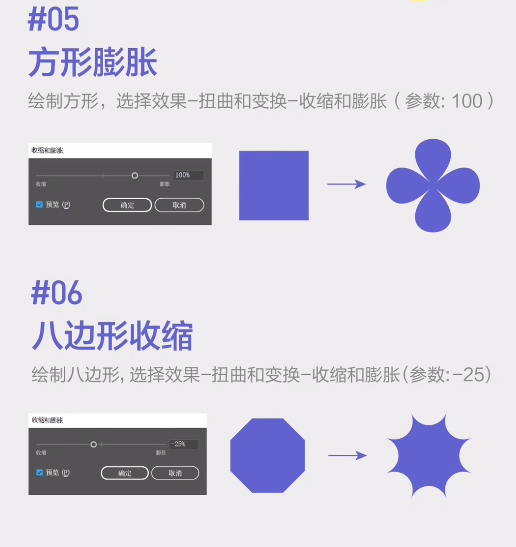 #05
方形膨胀
绘制方形，选择效果-扭曲和变换-收缩和膨胀（参数: 100）
收缩和膨胀
100%
收缩 膨胀
预览 (P) 确定 取消
#06
八边形收缩
绘制八边形,选择效果-扭曲和变换-收缩和膨胀(参数:-25)
收缩和膨胀
-25%
收缩 膨胀
预览 (P) 确定 取消